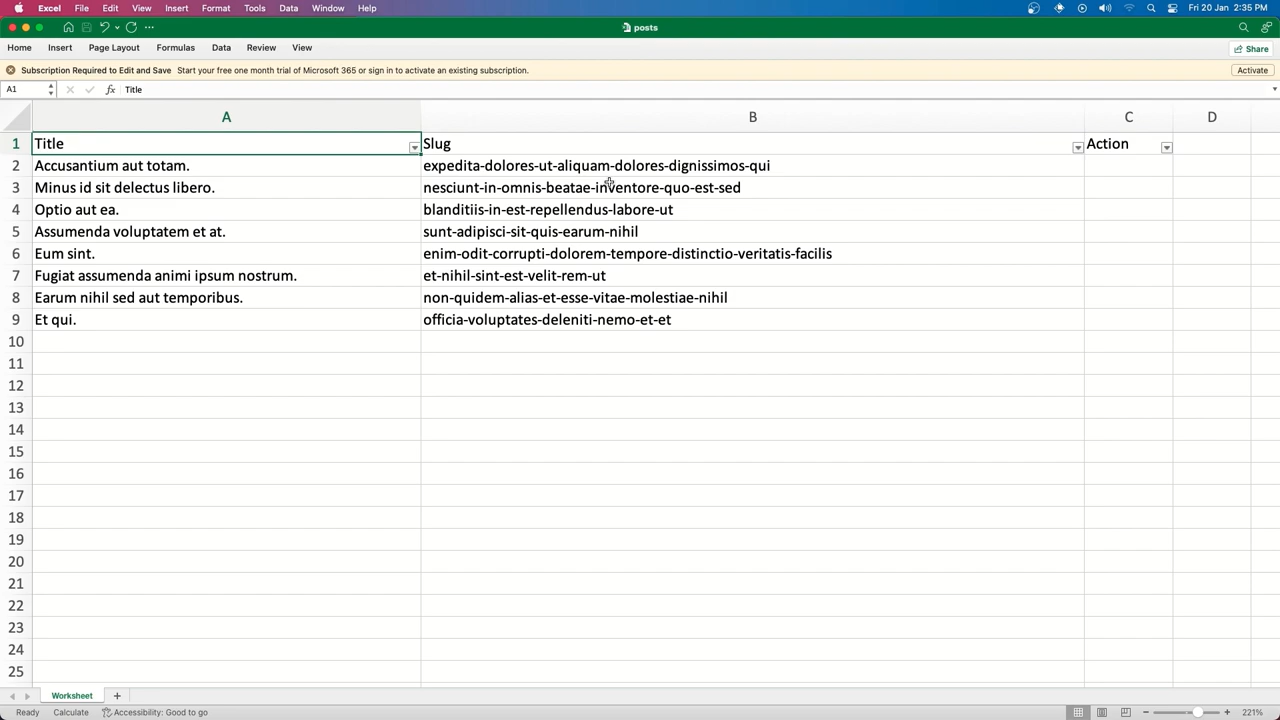 Excel File Edit View Insert Format Tools Data Window Help Fri 20 Jan 2:35 PM
posts
Home Insert Page Layout Formulas Data Review View Share
Subscription Required to Edit and Save Start your free one month trial of Microsoft 365 or sign in to activate an existing subscription. Activate
A1 fx Title
A B C D
1 Title Slug Action
2 Accusantium aut totam. expedita-dolores-ut-aliquam-dolores-dignissimos-qui
3 Minus id sit delectus libero. nesciunt-in-omnis-beatae-inventore-quo-est-sed
4 Optio aut ea. blanditiis-in-est-repellendus-labore-ut
5 Assumenda voluptatem et at. sunt-adipisci-sit-quis-earum-nihil
6 Eum sint. enim-odit-corrupti-dolorem-tempore-distinctio-veritatis-facilis
7 Fugiat assumenda animi ipsum nostrum. et-nihil-sint-est-velit-rem-ut
8 Earum nihil sed aut temporibus. non-quidem-alias-et-esse-vitae-molestiae-nihil
9 Et qui. officia-voluptates-deleniti-nemo-et-et
10
11
12
13
14
15
16
17
18
19
20
21
22
23
24
25
Worksheet +
Ready Calculate Accessibility: Good to go 221%